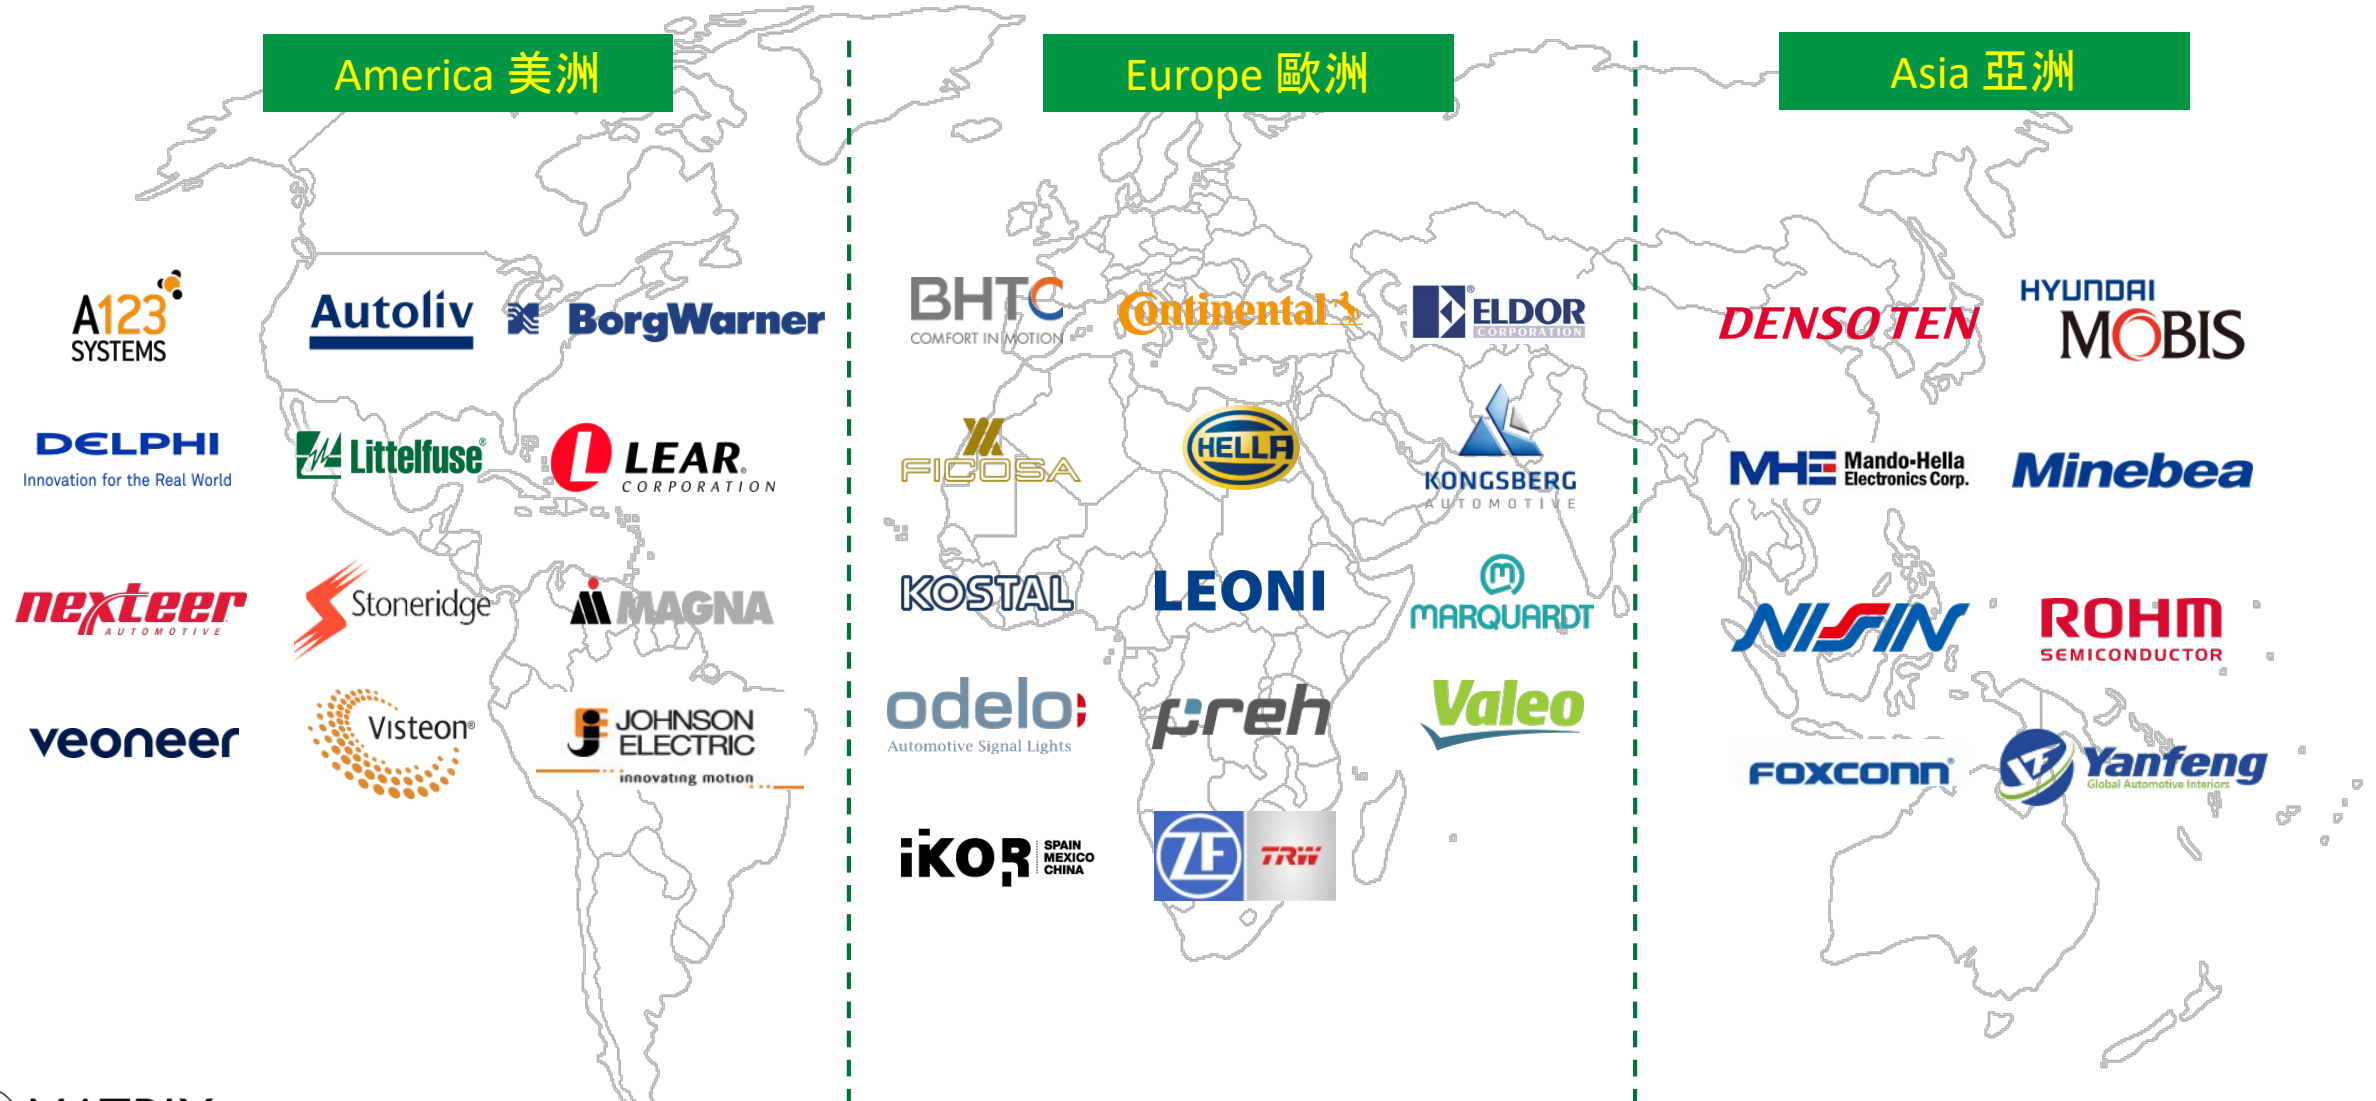 America 美洲
Europe 歐洲
Asia 亞洲
A123
SYSTEMS
Autoliv
BorgWarner
DELPHI
Innovation for the Real World
Littelfuse®
LEAR®
CORPORATION
nexteer
AUTOMOTIVE
Stoneridge
MAGNA
veoneer
Visteon®
JOHNSON
ELECTRIC
innovating motion
BHTC
COMFORT IN MOTION
Continental
ELDOR®
CORPORATION
FICOSA
HELLA
KONGSBERG
AUTOMOTIVE
KOSTAL
LEONI
MARQUARDT
odelo
Automotive Signal Lights
preh
Valeo
iKOR
SPAIN
MEXICO
CHINA
ZF
TRW
DENSO TEN
HYUNDAI
MOBIS
MHE
Mando-Hella
Electronics Corp.
Minebea
NISSIN
ROHM
SEMICONDUCTOR
FOXCONN®
Yanfeng
Global Automotive Interiors